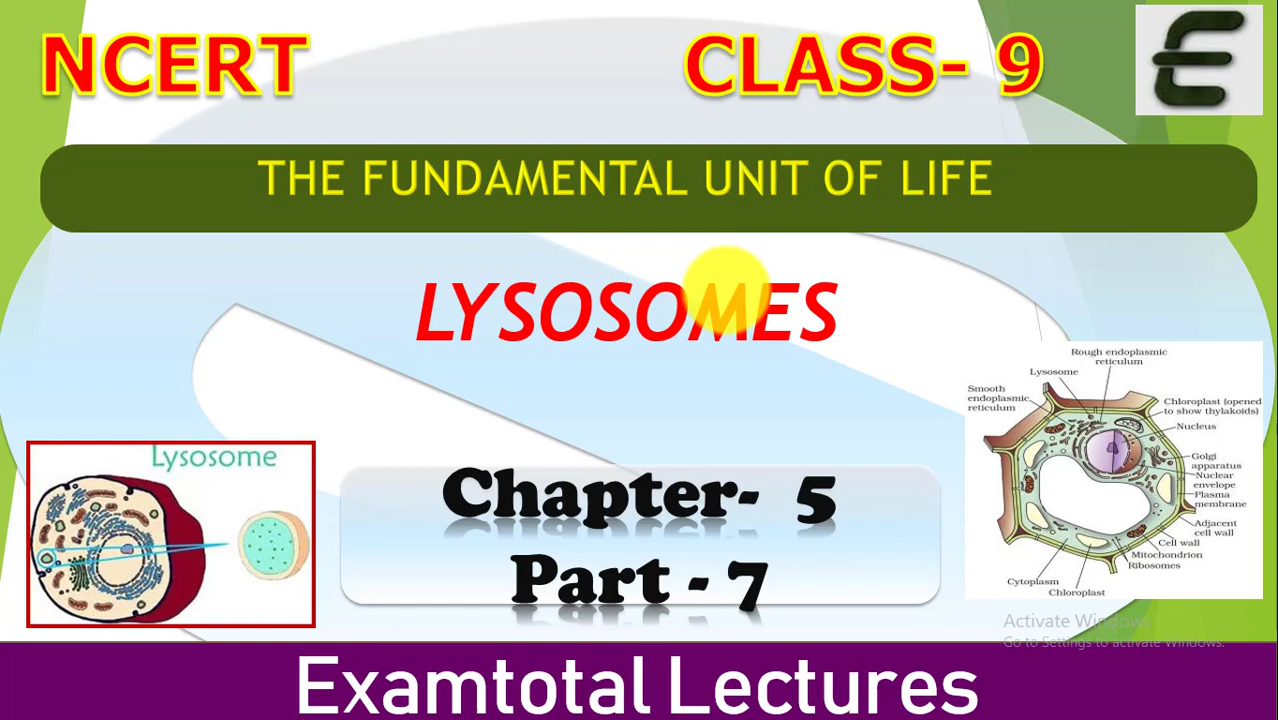 NCERT CLASS- 9
THE FUNDAMENTAL UNIT OF LIFE
LYSOSOMES
Lysosome
Chapter- 5
Part - 7
Rough endoplasmic
reticulum
Lysosome
Smooth
endoplasmic
reticulum
Chloroplast (opened
to show thylakoids)
Nucleus
Golgi
apparatus
Nuclear
envelope
Plasma
membrane
Adjacent
cell wall
Cell wall
Mitochondrion
Ribosomes
Cytoplasm
Chloroplast
Activate Windows
Go to Settings to activate Windows.
Examtotal Lectures